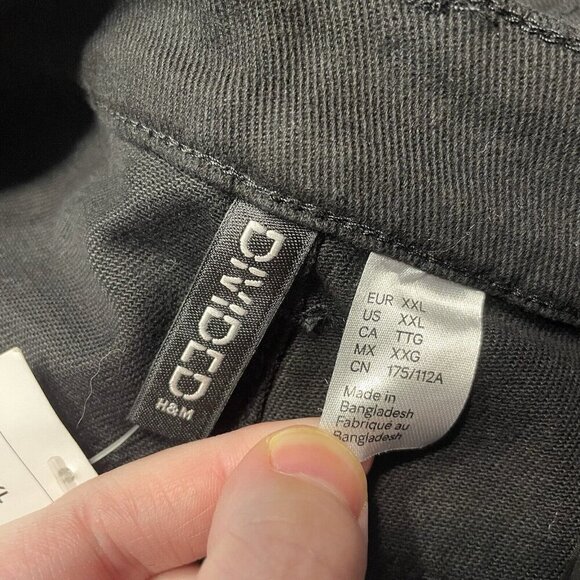 DIVIDED
H&M
EUR XXL
US XXL
CA TTG
MX XXG
CN 175/112A
Made in
Bangladesh
Fabriqué au
Bangladesh